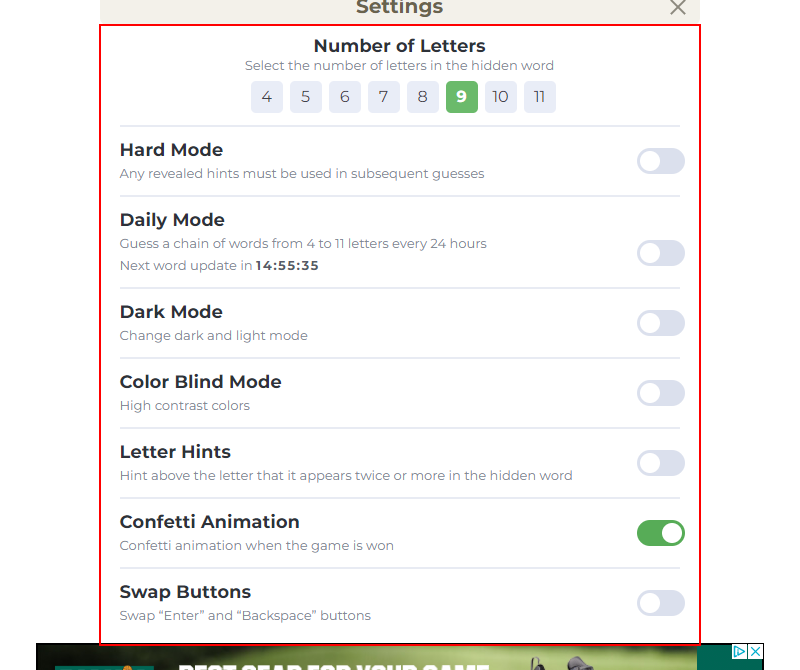 Settings
Number of Letters
Select the number of letters in the hidden word
4 5 6 7 8 9 10 11
Hard Mode
Any revealed hints must be used in subsequent guesses
Daily Mode
Guess a chain of words from 4 to 11 letters every 24 hours
Next word update in 14:55:35
Dark Mode
Change dark and light mode
Color Blind Mode
High contrast colors
Letter Hints
Hint above the letter that it appears twice or more in the hidden word
Confetti Animation
Confetti animation when the game is won
Swap Buttons
Swap “Enter” and “Backspace” buttons
BEST GEAR FOR YOUR GAME